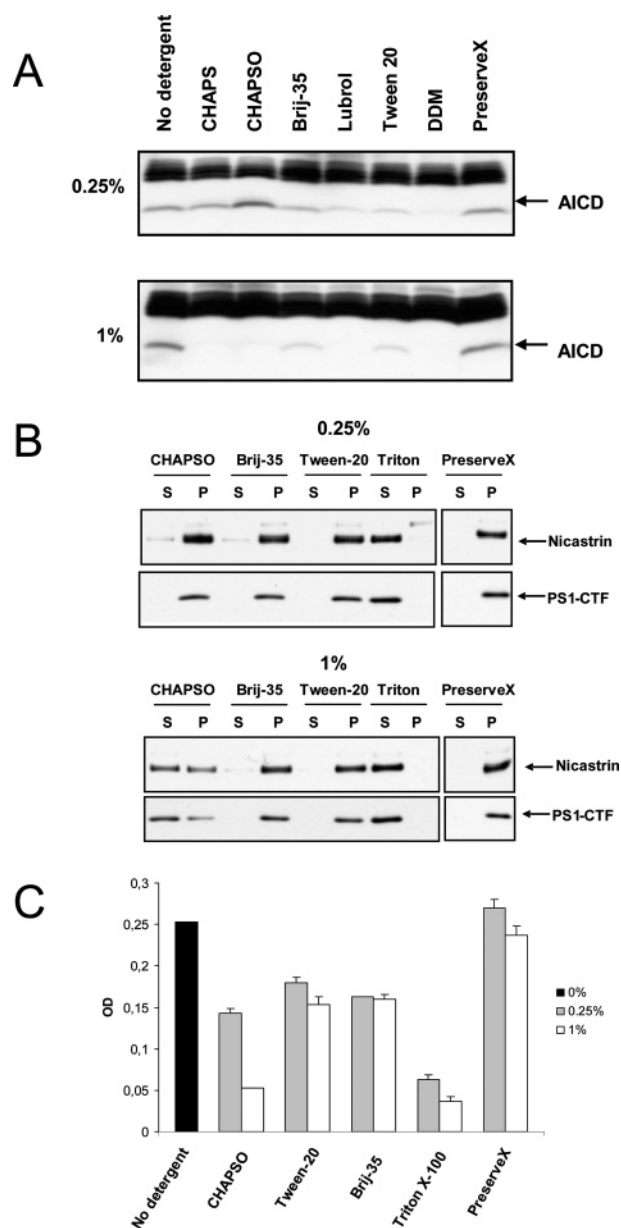 A
No detergent CHAPS CHAPSO Brij-35 Lubrol Tween 20 DDM PreserveX
0.25%
AICD
1%
AICD
B
0.25%
CHAPSO Brij-35 Tween-20 Triton PreserveX
S P S P S P S P S P
Nicastrin
PS1-CTF
1%
CHAPSO Brij-35 Tween-20 Triton PreserveX
S P S P S P S P S P
Nicastrin
PS1-CTF
C
0,3
0,25
0,2
0,15
0,1
0,05
0
OD
0%
0.25%
1%
No detergent CHAPSO Tween-20 Brij-35 Triton X-100 PreserveX